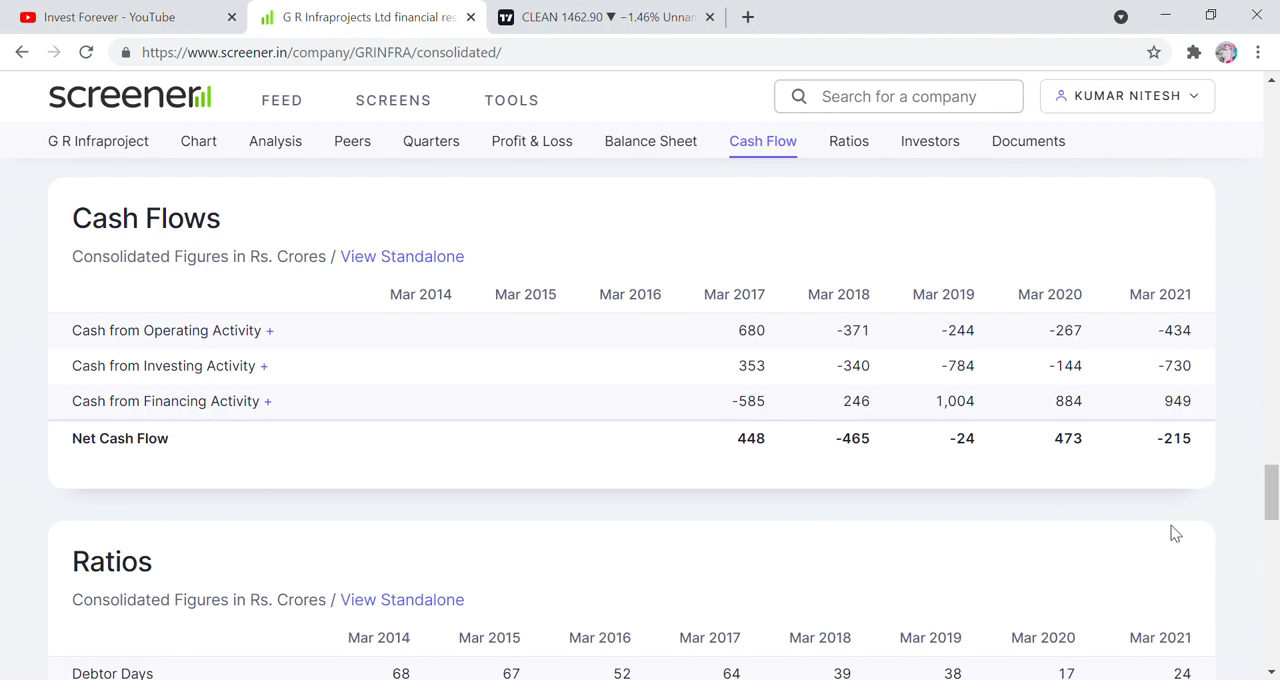 Invest Forever - YouTube
G R Infraprojects Ltd financial res
CLEAN 1462.90 ▼ −1.46% Unnan
https://www.screener.in/company/GRINFRA/consolidated/
screener
FEED SCREENS TOOLS
Search for a company
KUMAR NITESH
G R Infraproject Chart Analysis Peers Quarters Profit & Loss Balance Sheet Cash Flow Ratios Investors Documents
Cash Flows
Consolidated Figures in Rs. Crores / View Standalone
Mar 2014 Mar 2015 Mar 2016 Mar 2017 Mar 2018 Mar 2019 Mar 2020 Mar 2021
Cash from Operating Activity + 680 -371 -244 -267 -434
Cash from Investing Activity + 353 -340 -784 -144 -730
Cash from Financing Activity + -585 246 1,004 884 949
Net Cash Flow 448 -465 -24 473 -215
Ratios
Consolidated Figures in Rs. Crores / View Standalone
Mar 2014 Mar 2015 Mar 2016 Mar 2017 Mar 2018 Mar 2019 Mar 2020 Mar 2021
Debtor Days 68 67 52 64 39 38 17 24